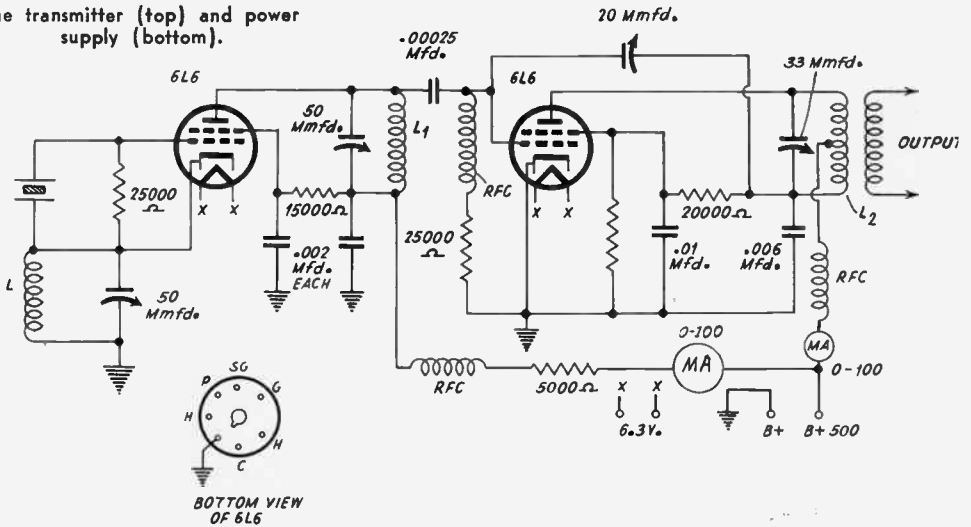 e transmitter (top) and power
supply (bottom).
20 Mmfd.
.00025
Mfd.
33 Mmfd.
6L6
6L6
50
Mmfd.
L1
OUTPUT
RFC
25000
Ω
15000Ω
20000Ω
L2
25000
Ω
.002
Mfd.
EACH
.01
Mfd.
.006
Mfd.
x x
x x
L
50
Mmfd.
RFC
0-100
MA
0-100
RFC
5000Ω
MA
x x
6.3V.
B+
B+ 500
SG
P
G
H
H
C
BOTTOM VIEW
OF 6L6